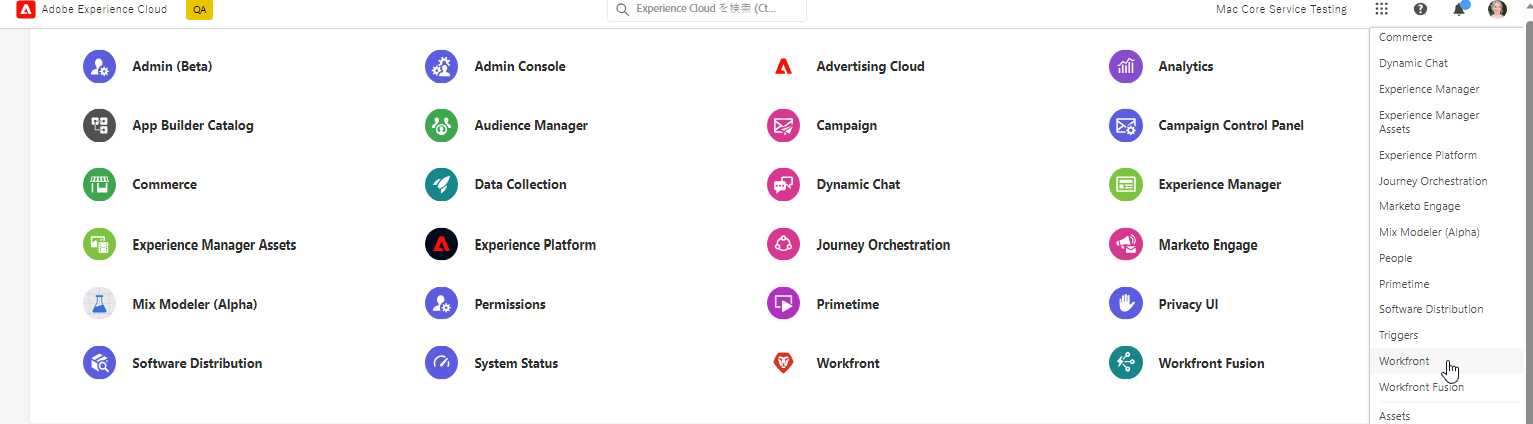 Adobe Experience Cloud
QA
Experience Cloud を検索 (Ct...
Mac Core Service Testing
Admin (Beta)
Admin Console
Advertising Cloud
Analytics
App Builder Catalog
Audience Manager
Campaign
Campaign Control Panel
Commerce
Data Collection
Dynamic Chat
Experience Manager
Experience Manager Assets
Experience Platform
Journey Orchestration
Marketo Engage
Mix Modeler (Alpha)
Permissions
Primetime
Privacy UI
Software Distribution
System Status
Workfront
Workfront Fusion
Commerce
Dynamic Chat
Experience Manager
Experience Manager
Assets
Experience Platform
Journey Orchestration
Marketo Engage
Mix Modeler (Alpha)
People
Primetime
Software Distribution
Triggers
Workfront
Workfront Fusion
Assets